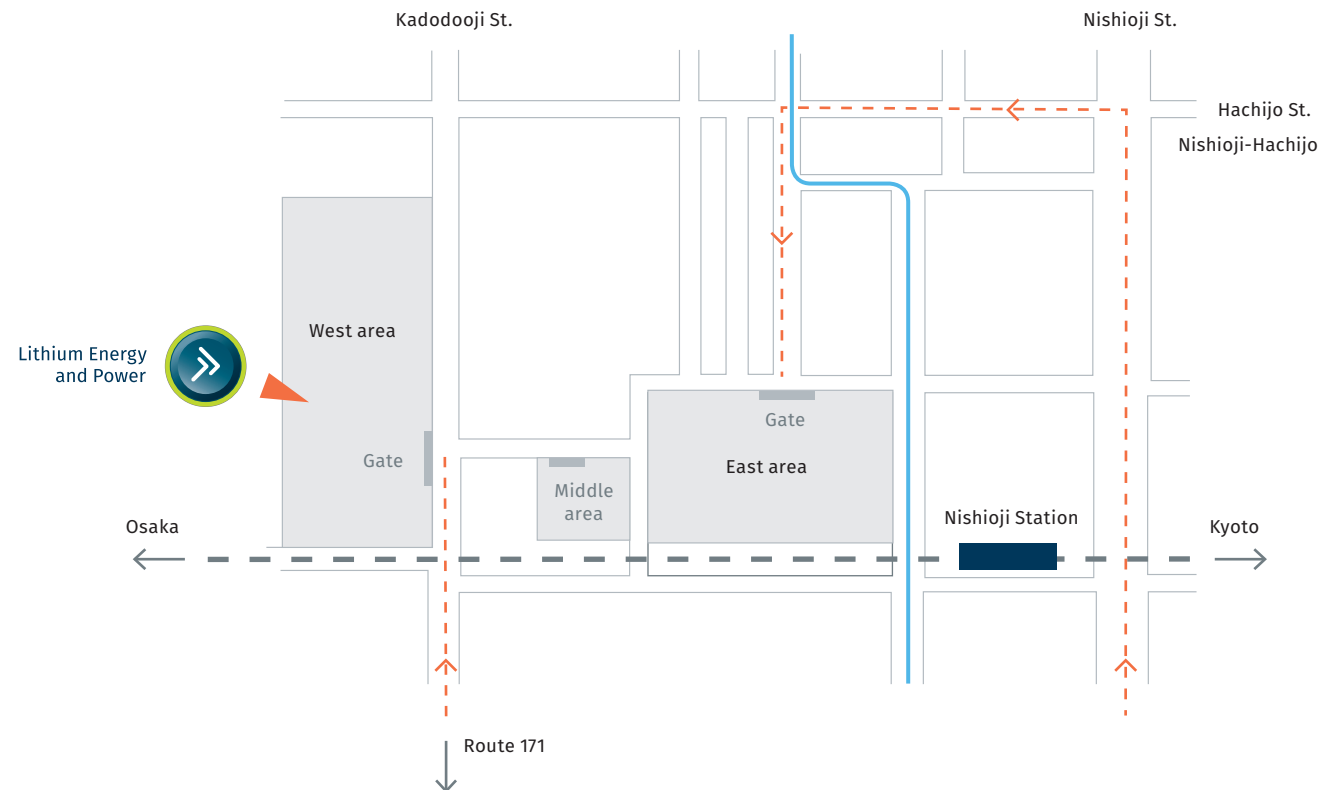 Kadodooji St.
Nishioji St.
Hachijo St.
Nishioji-Hachijo
West area
Lithium Energy
and Power
Gate
East area
Gate
Middle
area
Nishioji Station
Osaka
Kyoto
Route 171